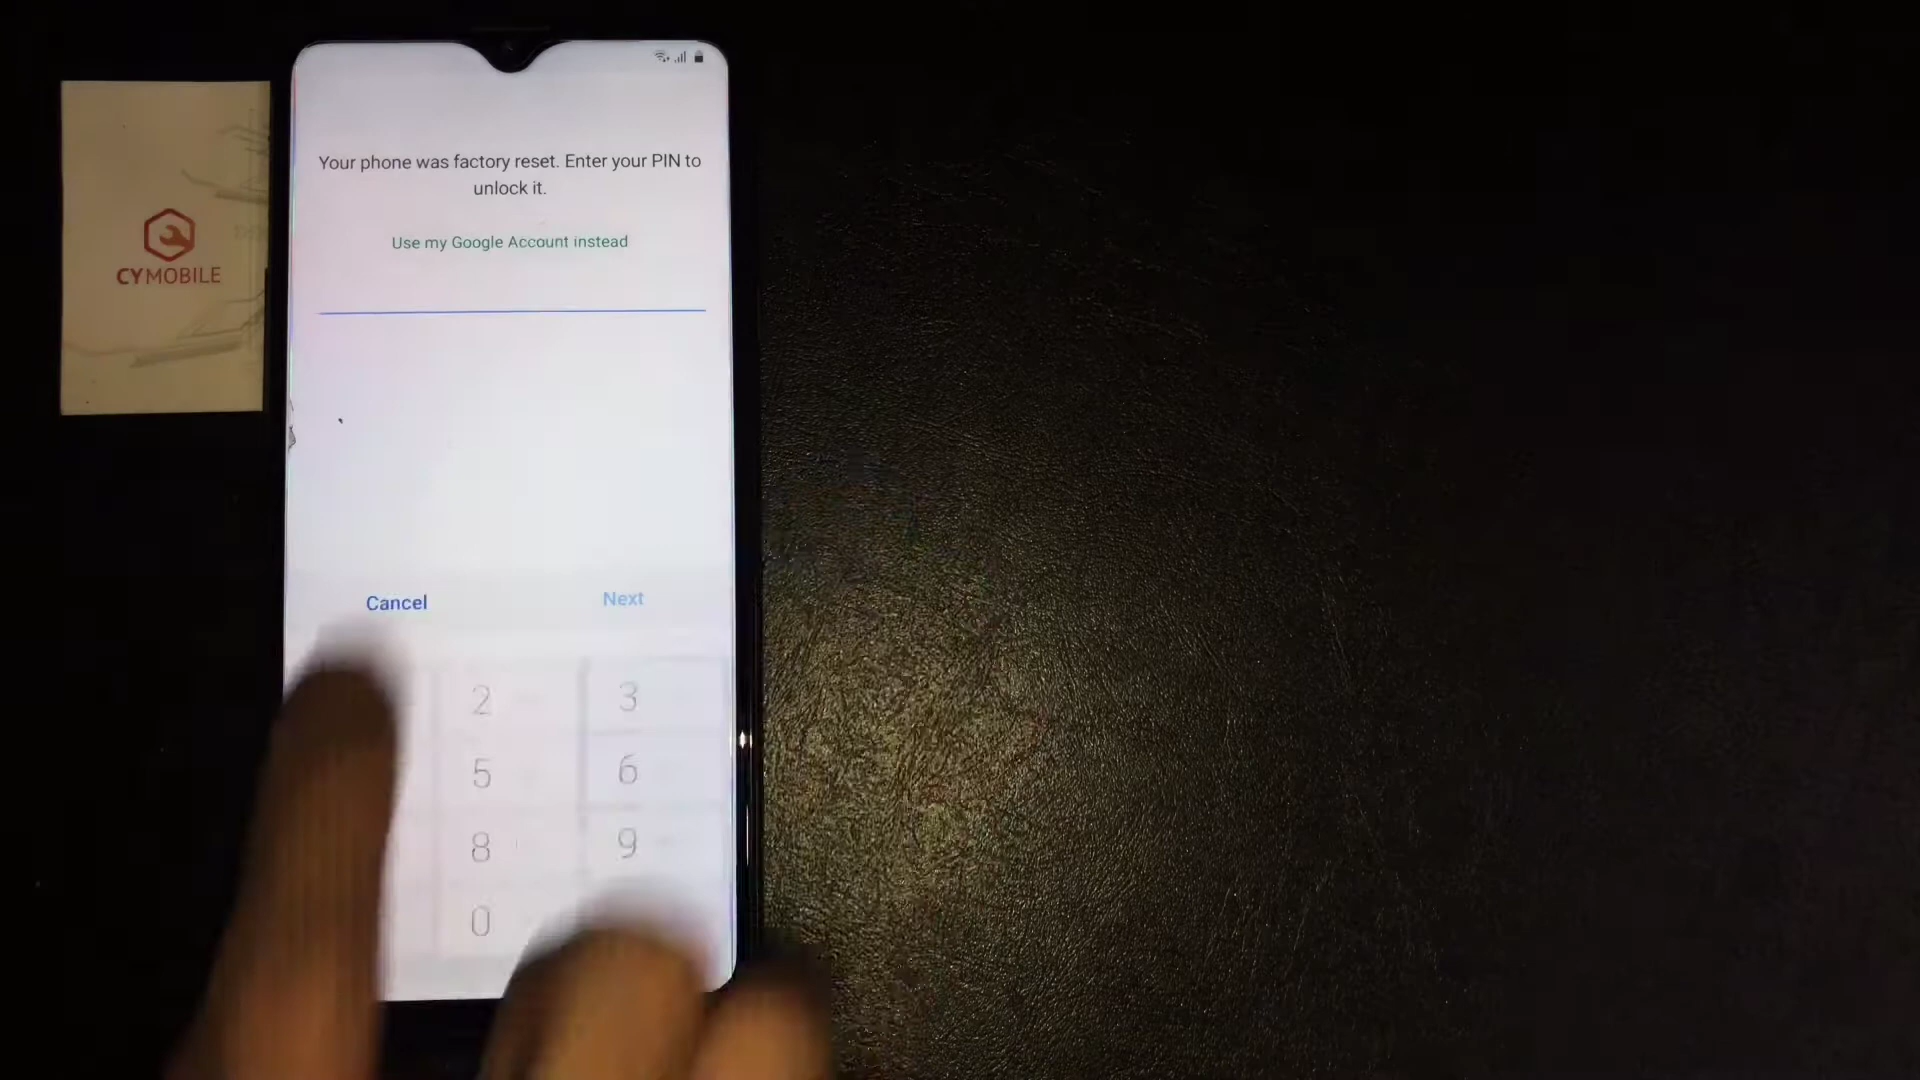 Your phone was factory reset. Enter your PIN to
unlock it.
Use my Google Account instead
CYMOBILE
Cancel
Next
2
3
5
6
8
9
0